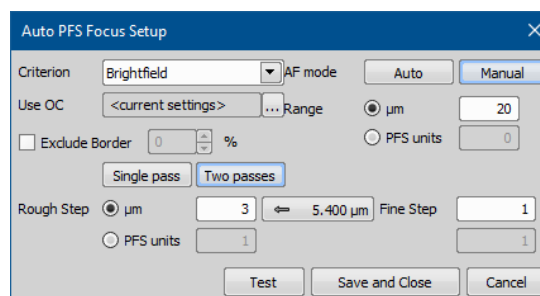 Auto PFS Focus Setup
Criterion Brightfield AF mode Auto Manual
Use OC <current settings> ... Range µm 20
Exclude Border 0 % PFS units 0
Single pass Two passes
Rough Step µm 3 ⇐ 5.400 µm Fine Step 1
PFS units 1 1
Test Save and Close Cancel